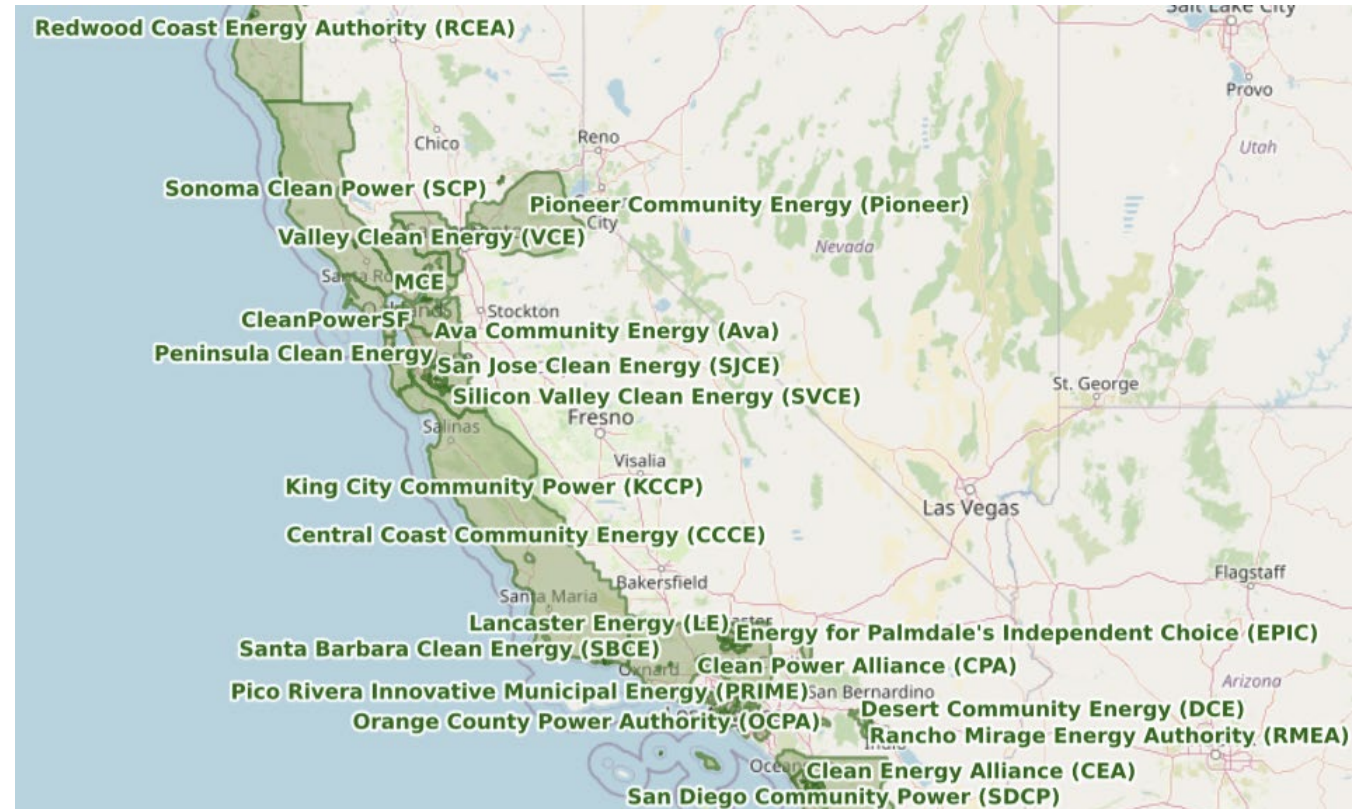 Salt Lake City
Redwood Coast Energy Authority (RCEA)
Provo
Reno
Chico
Utah
Sonoma Clean Power (SCP)
Pioneer Community Energy (Pioneer)
City
Valley Clean Energy (VCE)
Nevada
MCE
Stockton
CleanPowerSF
Ava Community Energy (Ava)
Peninsula Clean Energy
San Jose Clean Energy (SJCE)
St. George
Silicon Valley Clean Energy (SVCE)
Fresno
Salinas
Visalia
King City Community Power (KCCP)
Las Vegas
Central Coast Community Energy (CCCE)
Flagstaff
Bakersfield
Santa Maria
Lancaster Energy (LE)
Energy for Palmdale's Independent Choice (EPIC)
Santa Barbara Clean Energy (SBCE)
Clean Power Alliance (CPA)
Oxnard
Arizona
Pico Rivera Innovative Municipal Energy (PRIME)
San Bernardino
Desert Community Energy (DCE)
Orange County Power Authority (OCPA)
Rancho Mirage Energy Authority (RMEA)
Clean Energy Alliance (CEA)
San Diego Community Power (SDCP)